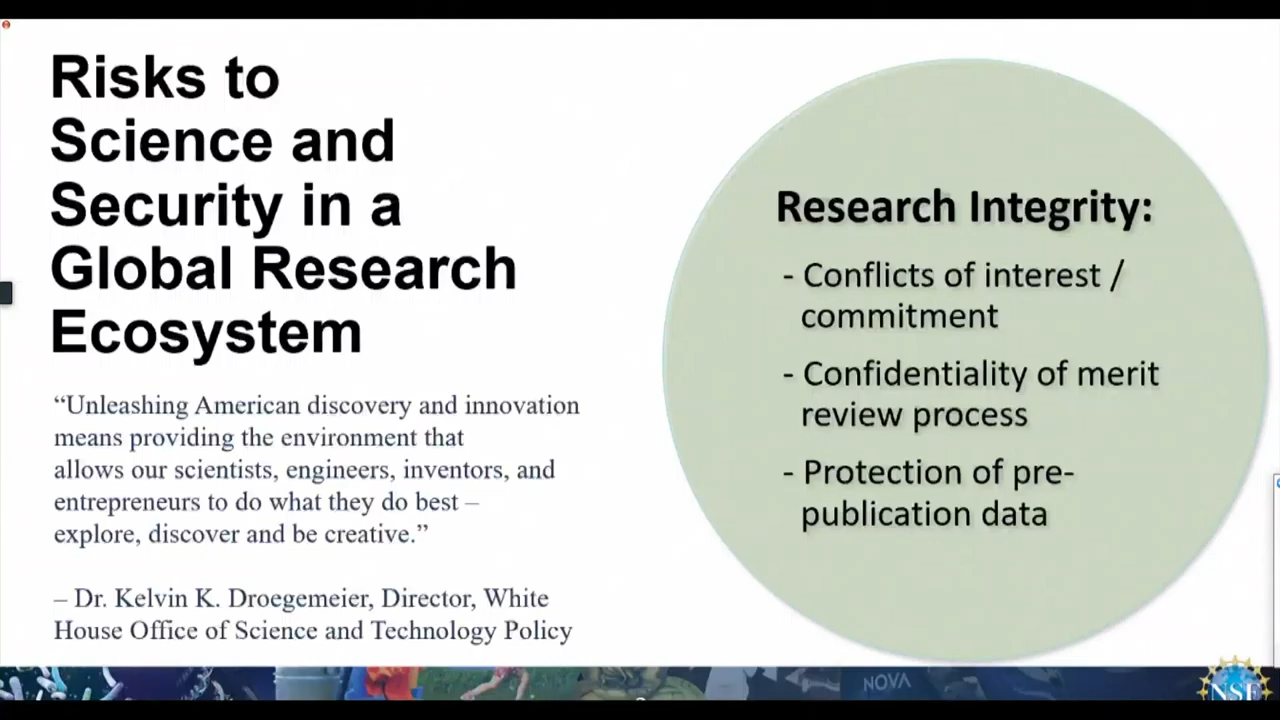 Risks to
Science and
Security in a
Global Research
Ecosystem
“Unleashing American discovery and innovation
means providing the environment that
allows our scientists, engineers, inventors, and
entrepreneurs to do what they do best –
explore, discover and be creative.”
– Dr. Kelvin K. Droegemeier, Director, White
House Office of Science and Technology Policy
Research Integrity:
- Conflicts of interest /
commitment
- Confidentiality of merit
review process
- Protection of pre-
publication data
NOVA
NSF